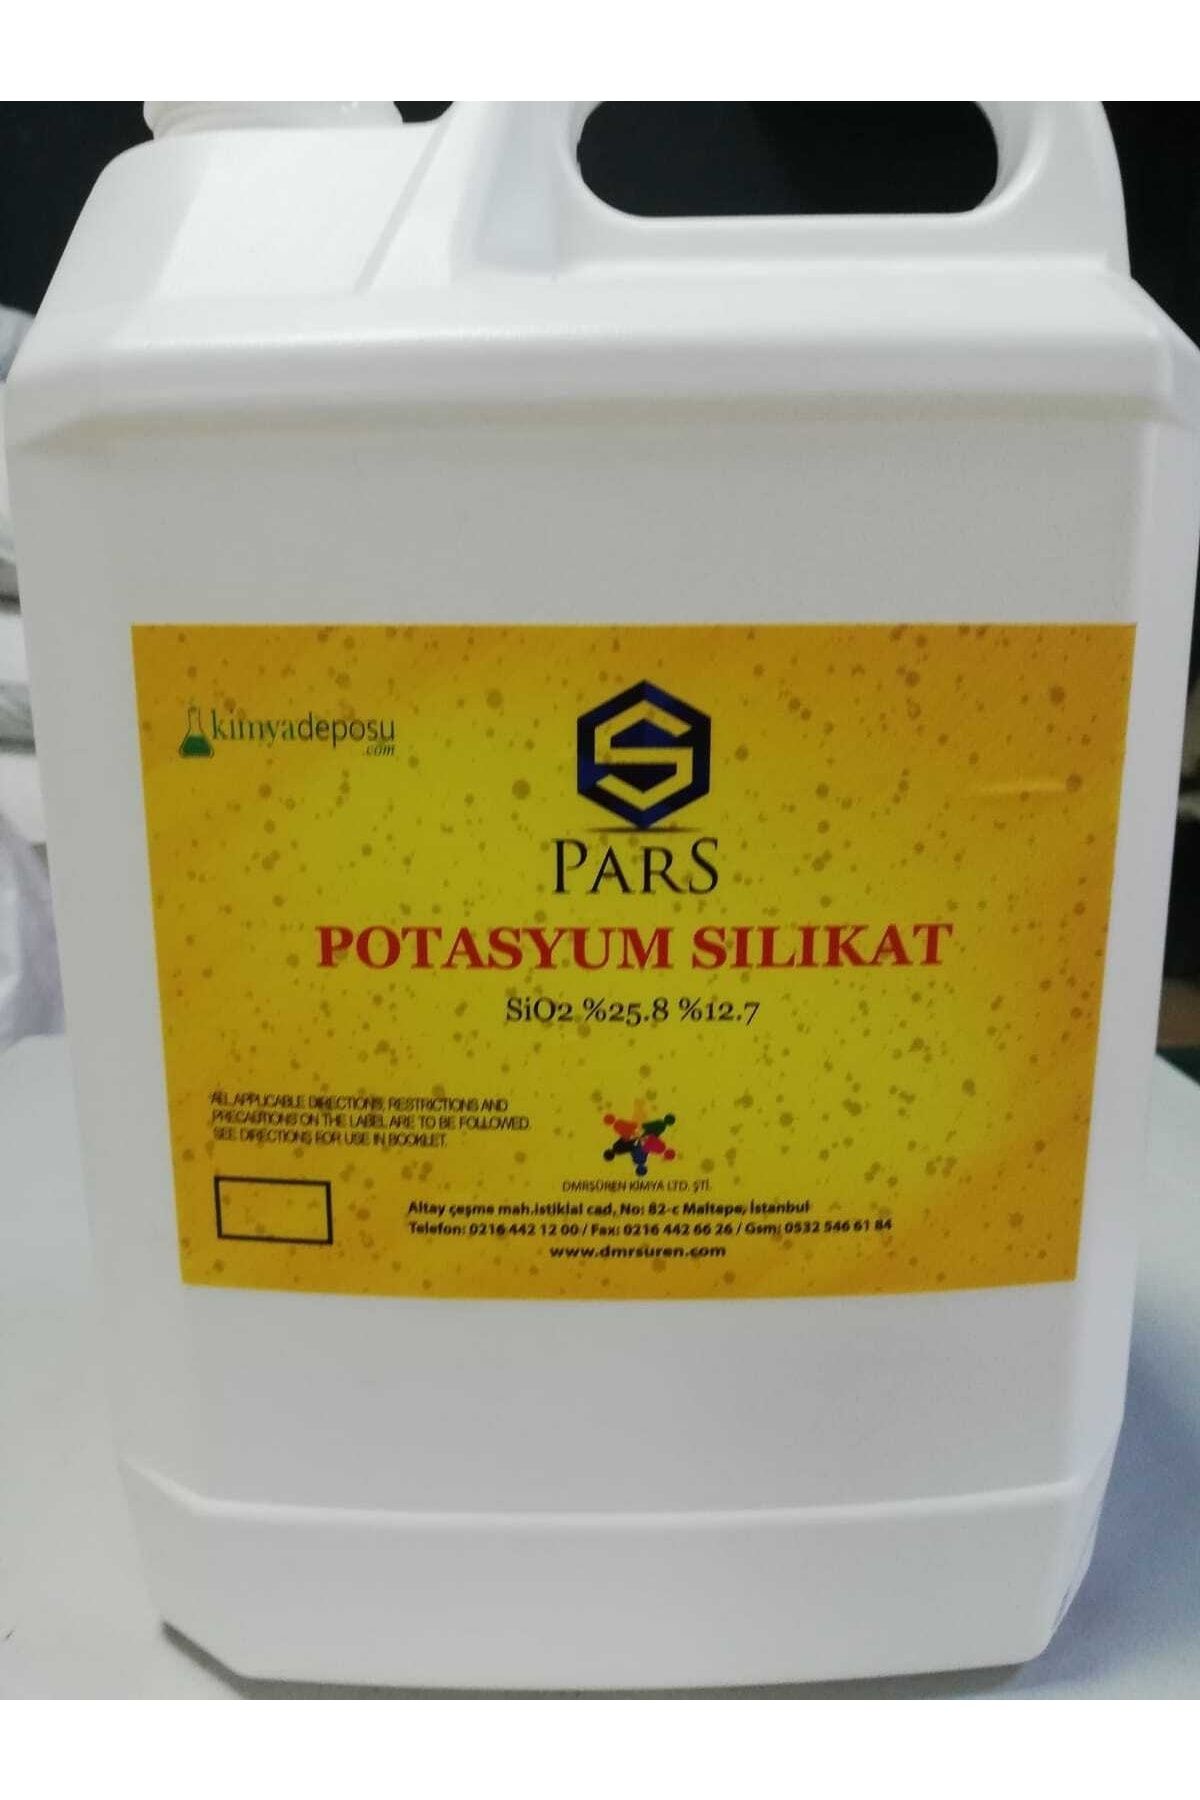 kimyadeposu
.com
PARS
POTASYUM SILIKAT
SiO2 %25.8 %12.7
ALL APPLICABLE DIRECTIONS, RESTRICTIONS AND
PRECAUTIONS ON THE LABEL ARE TO BE FOLLOWED.
SEE DIRECTIONS FOR USE IN BOOKLET.
DMRSÜREN KİMYA LTD. ŞTİ.
Altay çeşme mah.istiklal cad, No: 82-c Maltepe, İstanbul
Telefon: 0216 442 12 00 / Fax: 0216 442 66 26 / Gsm: 0532 546 61 84
www.dmrsuren.com